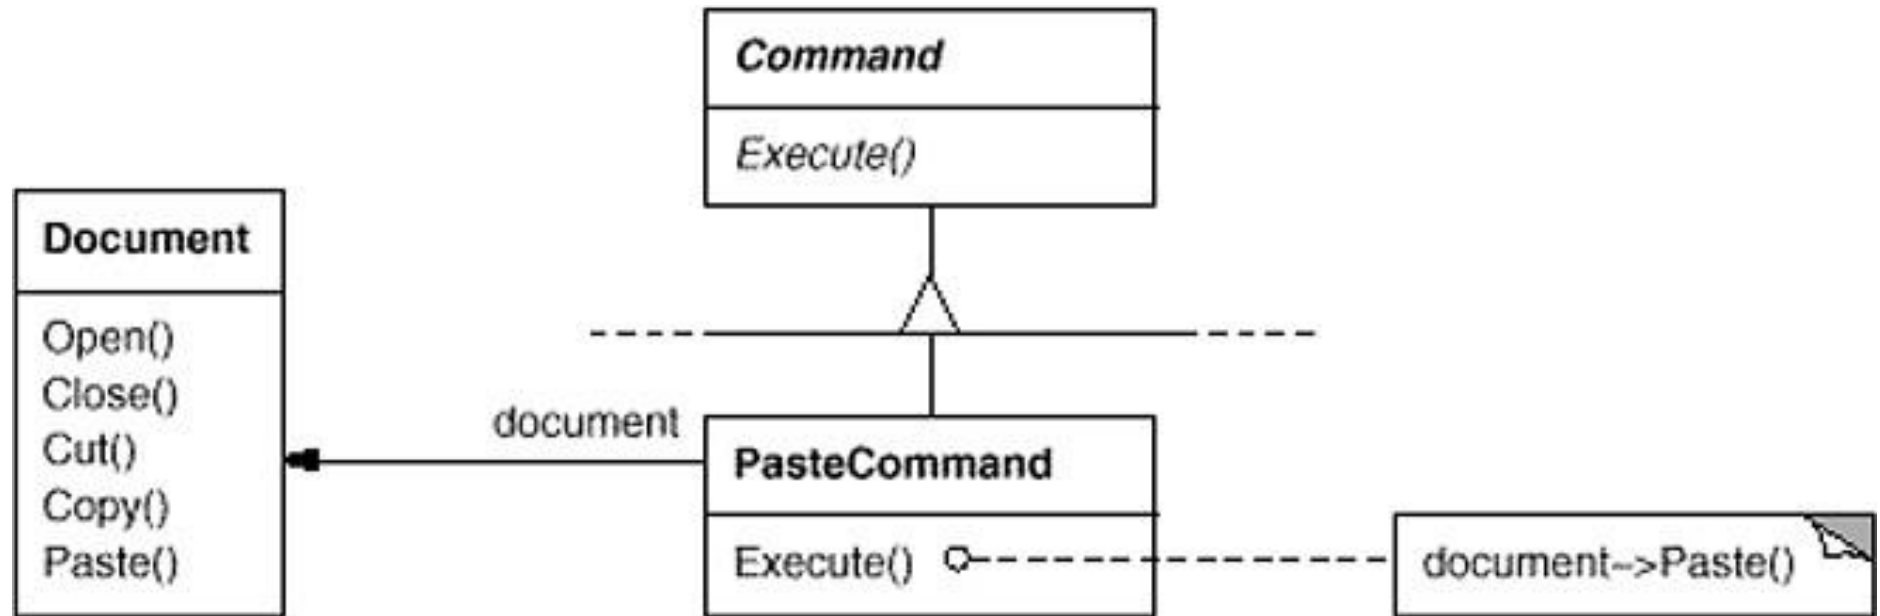 Command
Execute()
Document
Open()
Close()
Cut()
Copy()
Paste()
document
PasteCommand
Execute()
document->Paste()